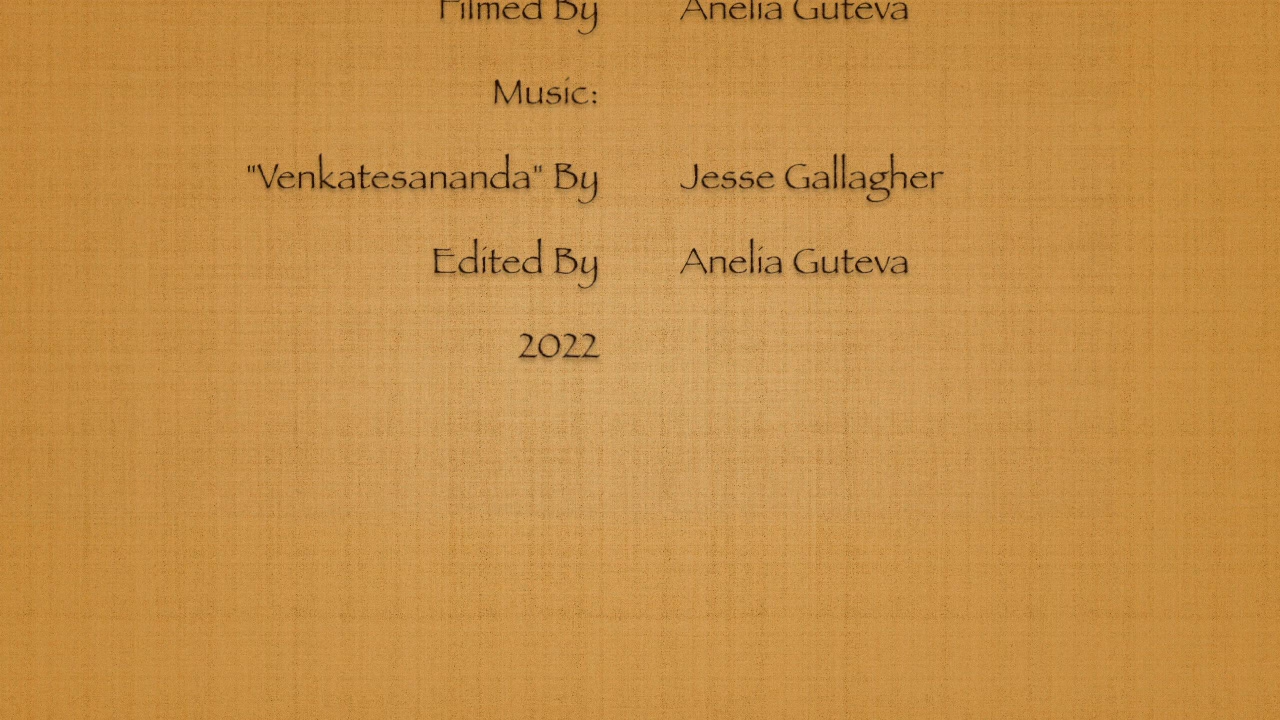 Filmed By Anelia Guteva
Music:
"Venkatesananda" By Jesse Gallagher
Edited By Anelia Guteva
2022